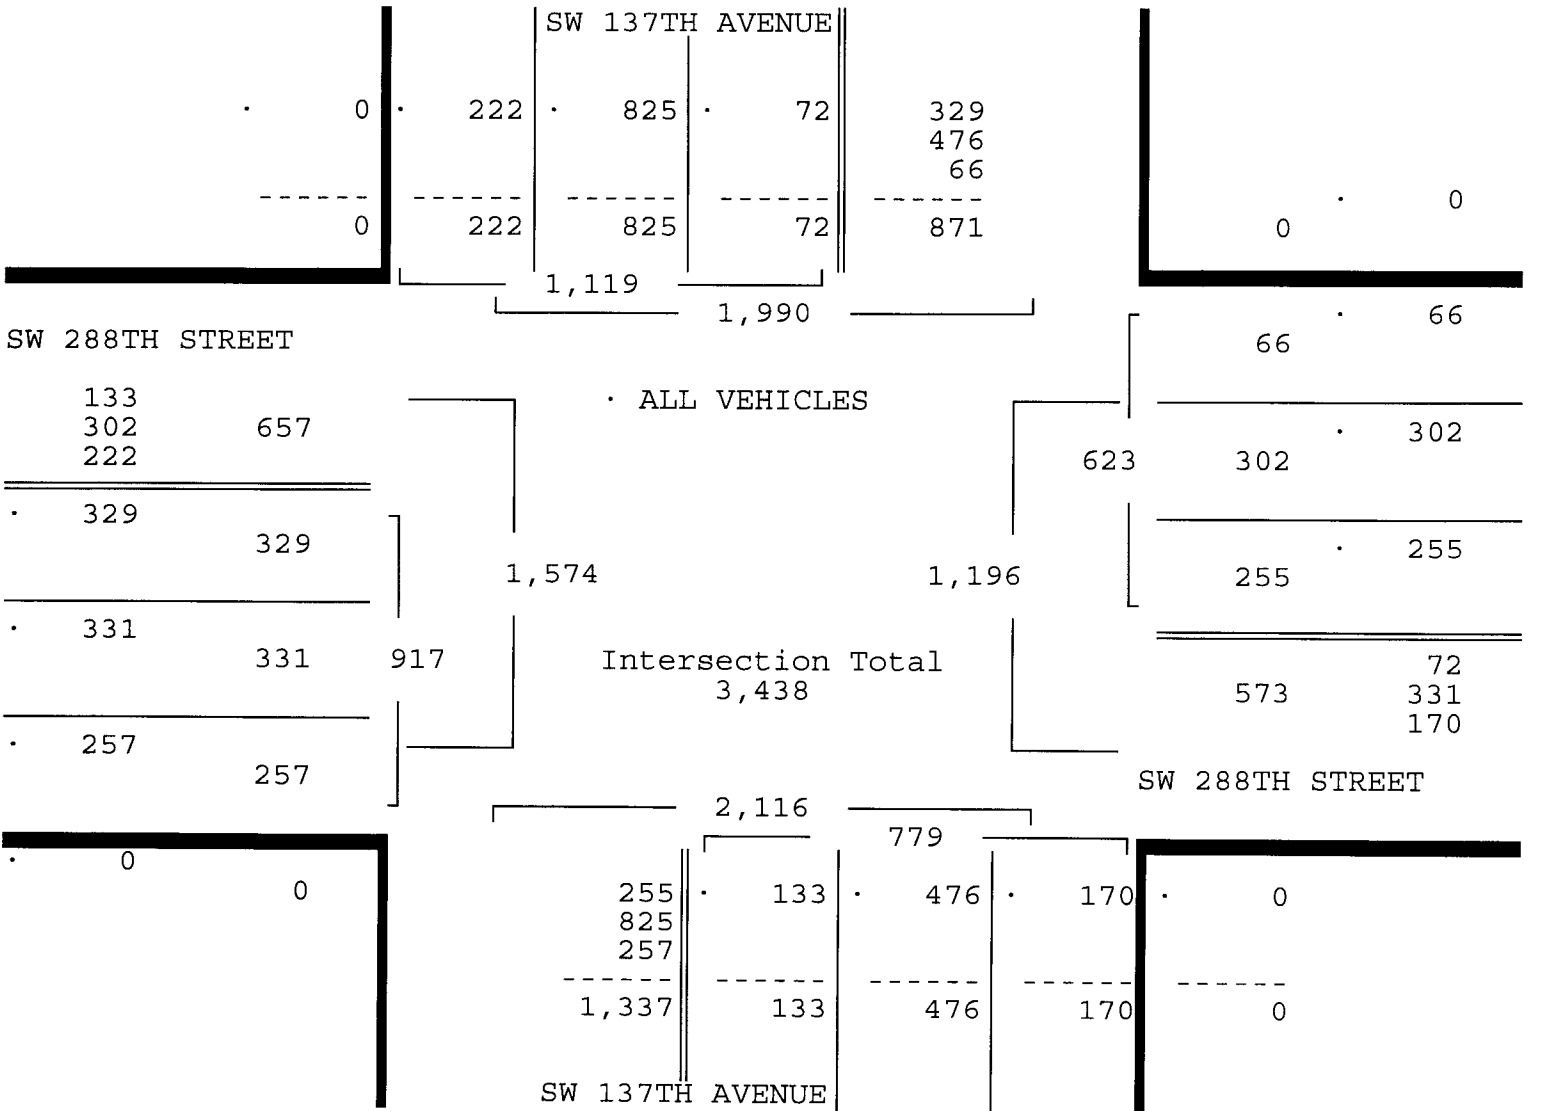 SW 137TH AVENUE
· 0 · 222 · 825 · 72 329
476
66
------ ------ ------ ------ ------
· 0
0 222 825 72 871
0
1,119
1,990
· 66
66
SW 288TH STREET
133
302 657
222
· ALL VEHICLES
· 302
623 302
· 329
329
· 255
1,574 1,196 255
· 331
331 917
Intersection Total
3,438
72
573 331
170
· 257
257
SW 288TH STREET
2,116
779
· 0
0
255 · 133 · 476 · 170 · 0
825
257
------ ------ ------ ------ ------
1,337 133 476 170 0
SW 137TH AVENUE